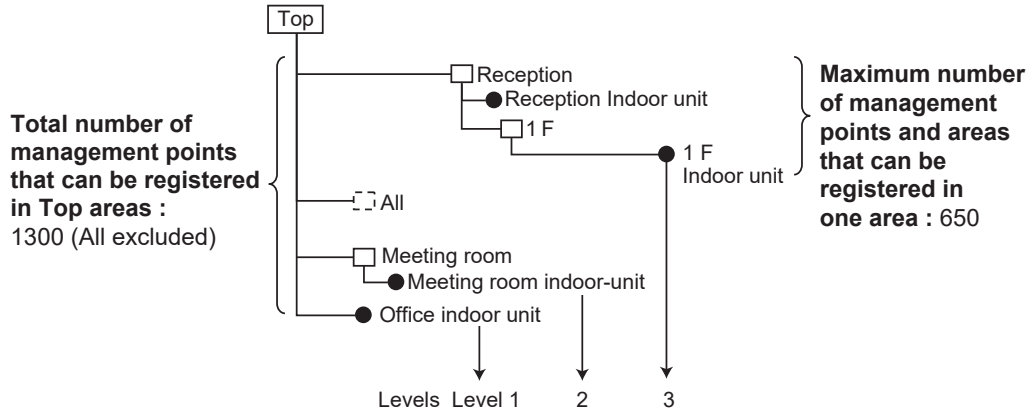 Top
Reception
Reception Indoor unit
1 F
1 F
Indoor unit
All
Meeting room
Meeting room indoor-unit
Office indoor unit
Total number of
management points
that can be registered
in Top areas :
1300 (All excluded)
Maximum number
of management
points and areas
that can be
registered in
one area : 650
Levels Level 1 2 3